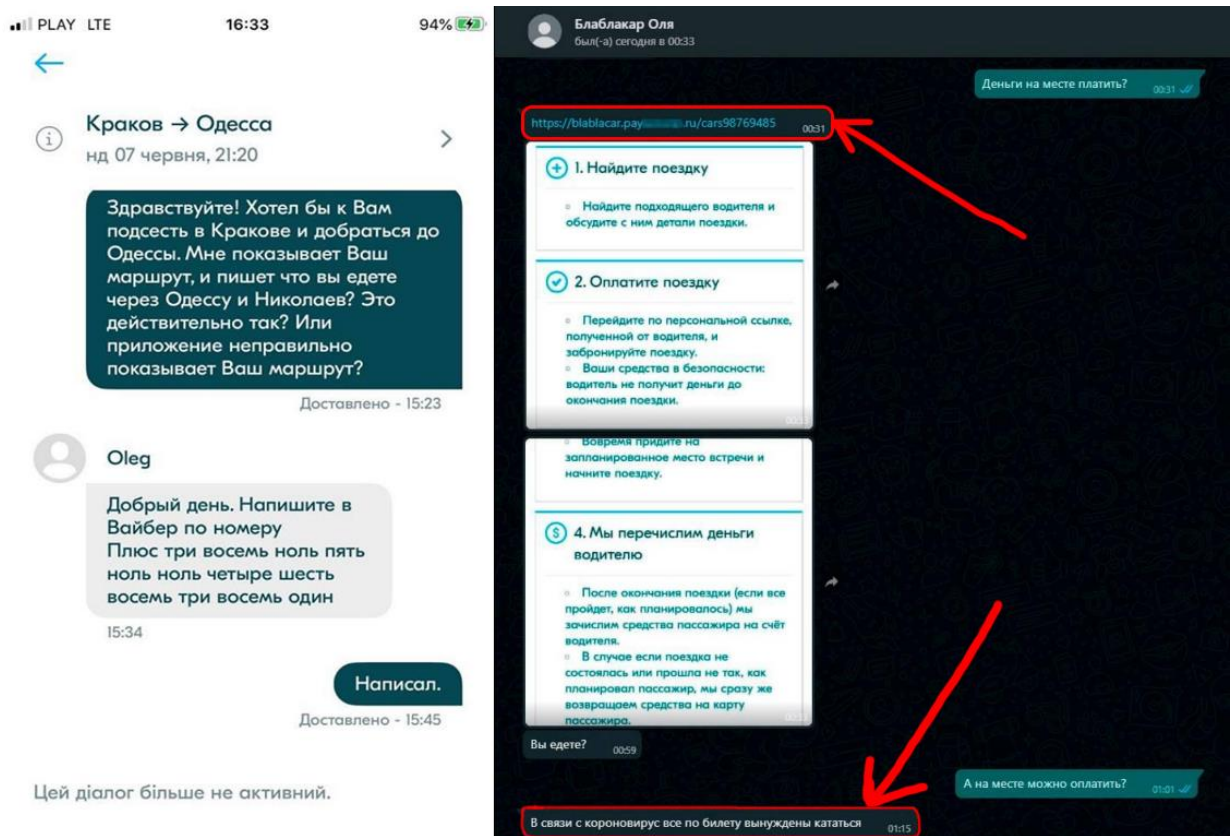 PLAY LTE 16:33 94%
Краков → Одесса
нд 07 червня, 21:20
Здравствуйте! Хотел бы к Вам
подсесть в Кракове и добраться до
Одессы. Мне показывает Ваш
маршрут, и пишет что вы едете
через Одессу и Николаев? Это
действительно так? Или
приложение неправильно
показывает Ваш маршрут?
Доставлено - 15:23
Oleg
Добрый день. Напишите в
Вайбер по номеру
Плюс три восемь ноль пять
ноль ноль четыре шесть
восемь три восемь один
15:34
Написал.
Доставлено - 15:45
Цей діалог більше не активний.
Блаблакар Оля
был(-а) сегодня в 00:33
Деньги на месте платить?
00:31
https://blablacar.pay .ru/cars98769485
00:31
1. Найдите поездку
Найдите подходящего водителя и
обсудите с ним детали поездки.
2. Оплатите поездку
Перейдите по персональной ссылке,
полученной от водителя, и
забронируйте поездку.
Ваши средства в безопасности:
водитель не получит деньги до
окончания поездки.
Вовремя придите на
запланированное место встречи и
начните поездку.
4. Мы перечислим деньги
водителю
После окончания поездки (если все
пройдет, как планировалось) мы
зачислим средства пассажира на счёт
водителя.
В случае если поездка не
состоялась или прошла не так, как
планировал пассажир, мы сразу же
возвращаем средства на карту
пассажира.
Вы едете?
00:59
А на месте можно оплатить?
01:01
В связи с короновирус все по билету вынуждены кататься
01:15